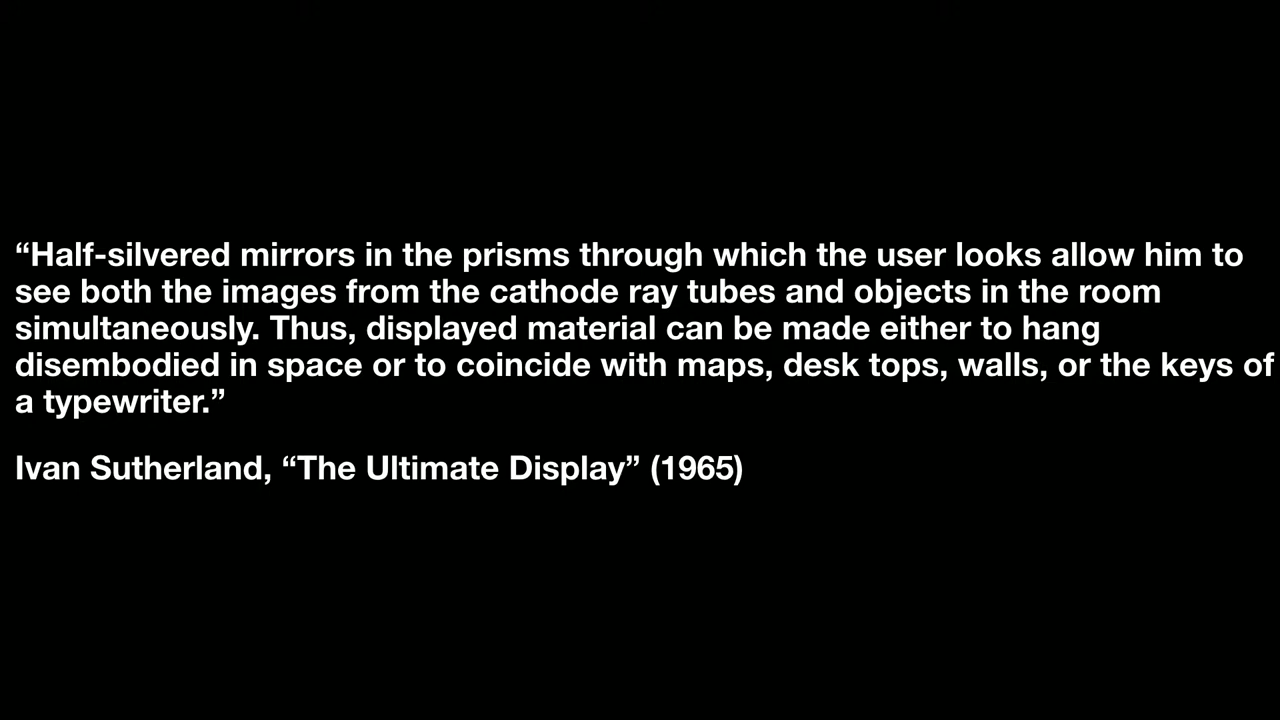 “Half-silvered mirrors in the prisms through which the user looks allow him to
see both the images from the cathode ray tubes and objects in the room
simultaneously. Thus, displayed material can be made either to hang
disembodied in space or to coincide with maps, desk tops, walls, or the keys of
a typewriter.”
Ivan Sutherland, “The Ultimate Display” (1965)